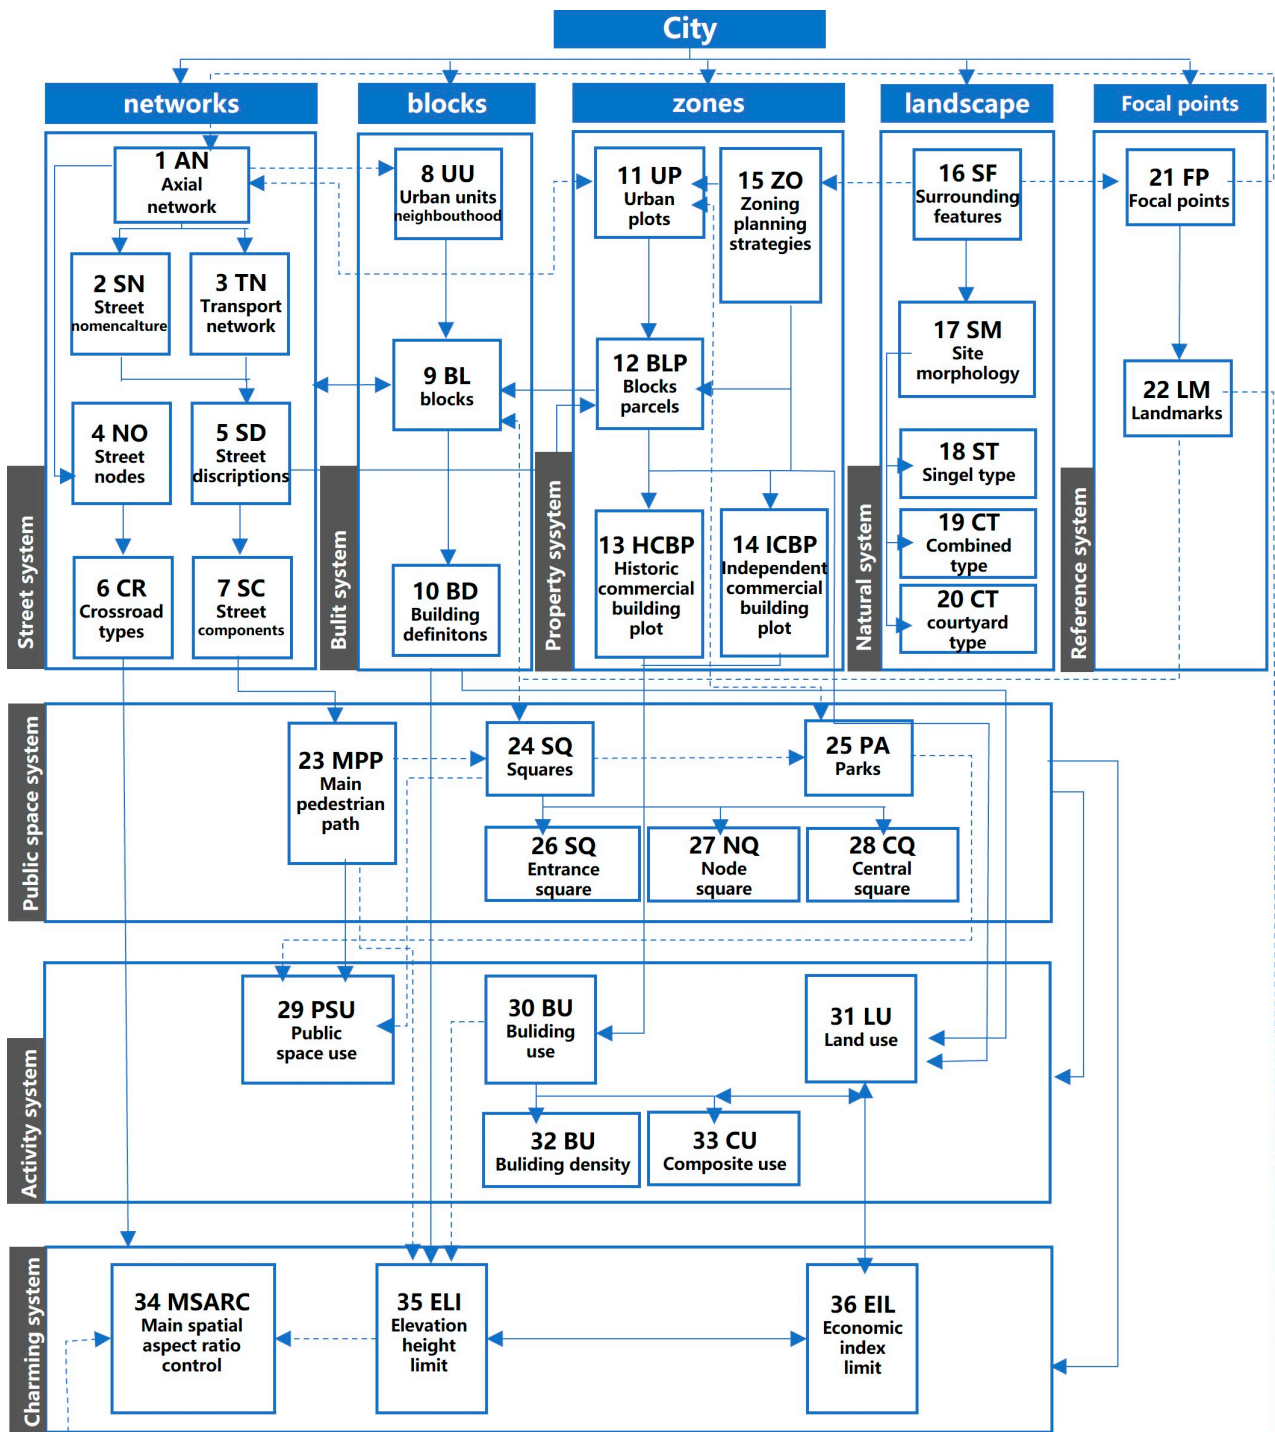 City
networks
blocks
zones
landscape
Focal points
1 AN
Axial
network
2 SN
Street
nomencalture
3 TN
Transport
network
4 NO
Street
nodes
5 SD
Street
discriptions
6 CR
Crossroad
types
7 SC
Street
components
Street system
8 UU
Urban units
neighbouthood
9 BL
blocks
10 BD
Building
definitons
Bulit system
11 UP
Urban
plots
15 ZO
Zoning
planning
strategies
12 BLP
Blocks
parcels
13 HCBP
Historic
commercial
building
plot
14 ICBP
Independent
commercial
building
plot
Property sysytem
16 SF
Surrounding
features
17 SM
Site
morphology
18 ST
Singel type
19 CT
Combined
type
20 CT
courtyard
type
Natural system
21 FP
Focal points
22 LM
Landmarks
Reference system
23 MPP
Main
pedestrian
path
24 SQ
Squares
25 PA
Parks
26 SQ
Entrance
square
27 NQ
Node
square
28 CQ
Central
square
Public space system
29 PSU
Public
space use
30 BU
Buliding
use
31 LU
Land use
32 BU
Buliding density
33 CU
Composite use
Activity system
34 MSARC
Main spatial
aspect ratio
control
35 ELI
Elevation
height
limit
36 EIL
Economic
index
limit
Charming system